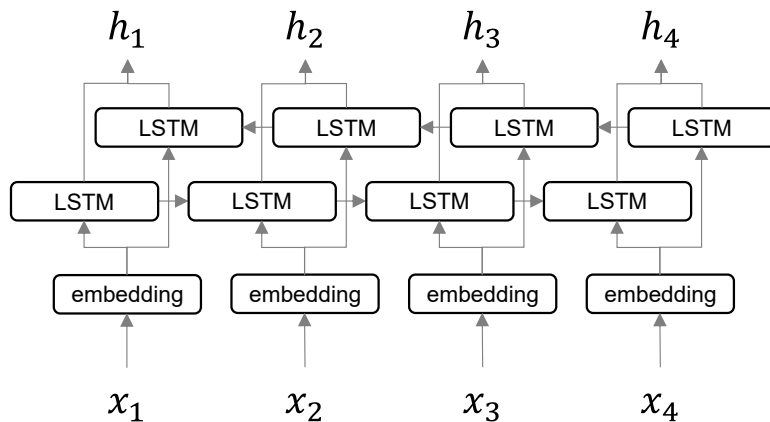 h₁ h₂ h₃ h₄
LSTM LSTM LSTM LSTM
LSTM LSTM LSTM LSTM
embedding embedding embedding embedding
x₁ x₂ x₃ x₄